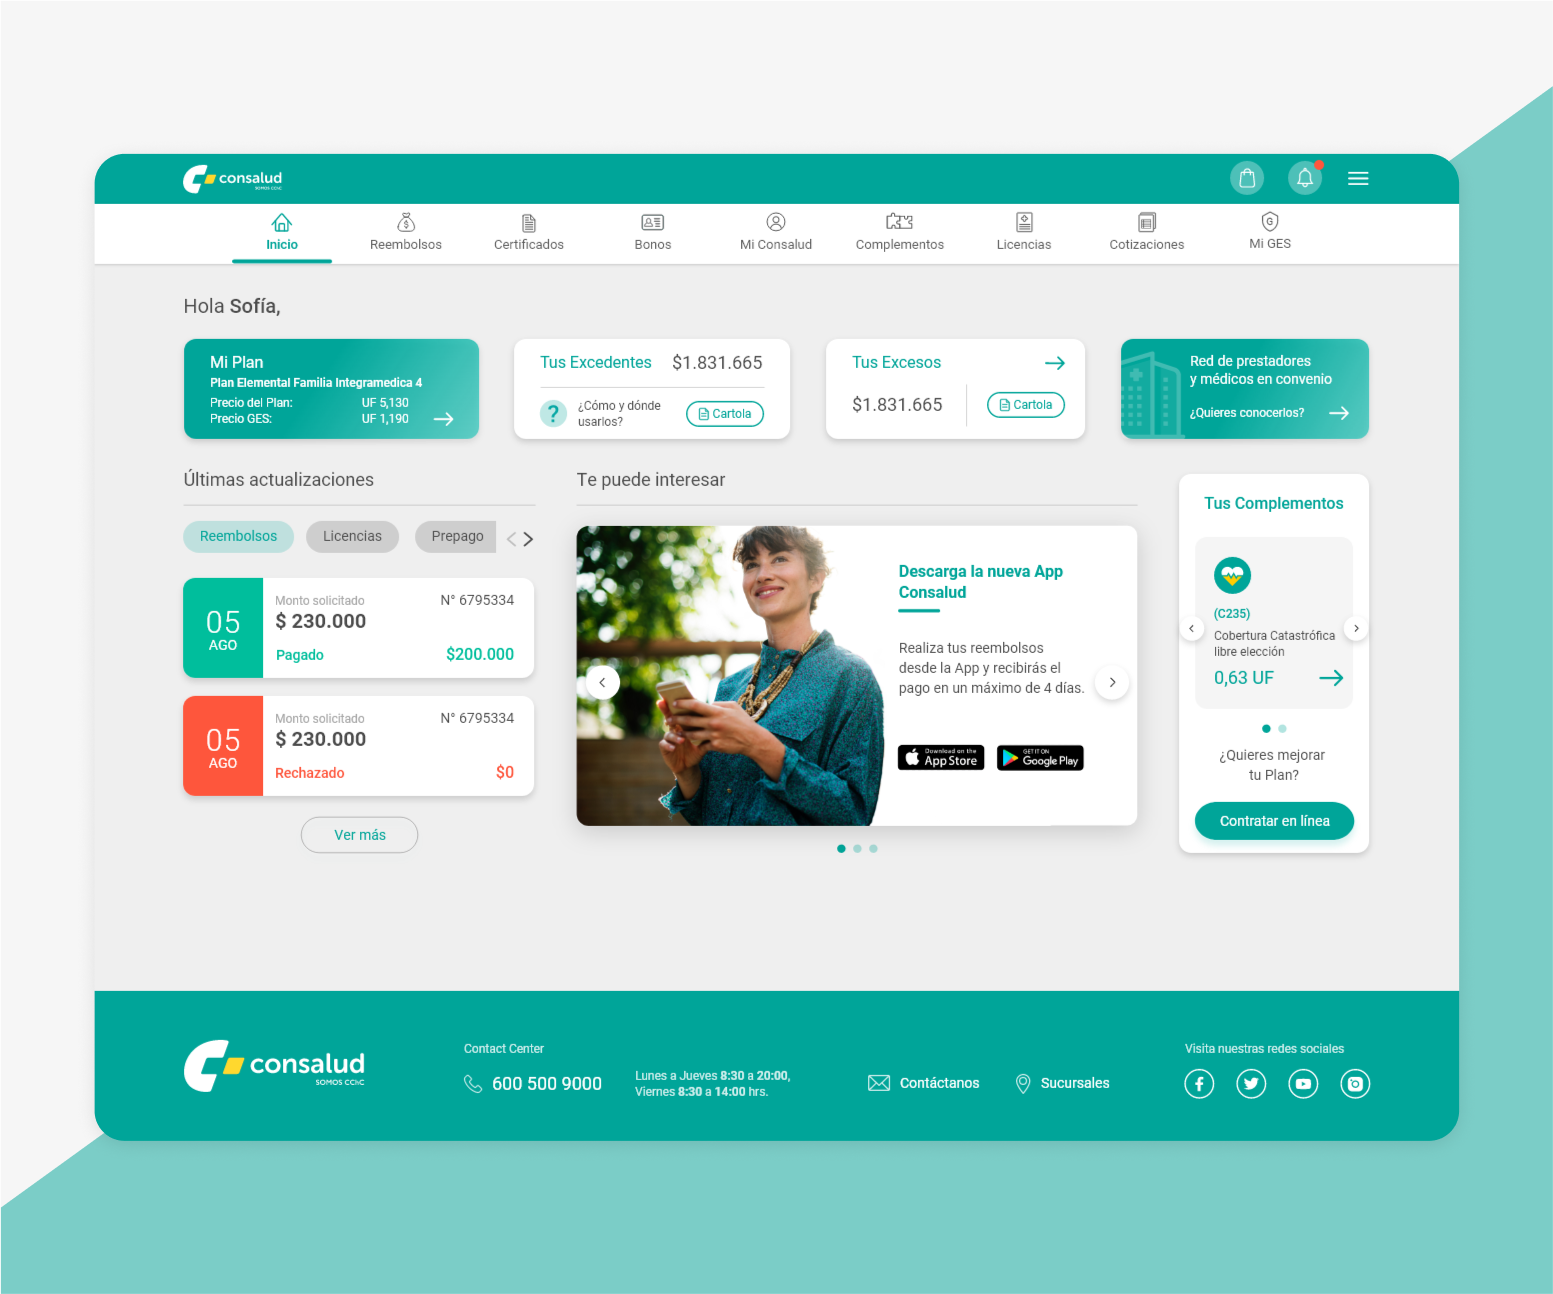 consalud
SOMOS CChC
Inicio
Reembolsos
Certificados
Bonos
Mi Consalud
Complementos
Licencias
Cotizaciones
G
Mi GES
Hola Sofía,
Mi Plan
Plan Elemental Familia Integramedica 4
Precio del Plan: UF 5,130
Precio GES: UF 1,190
Tus Excedentes $1.831.665
?
¿Cómo y dónde
usarlos?
Cartola
Tus Excesos
$1.831.665
Cartola
Red de prestadores
y médicos en convenio
¿Quieres conocerlos?
Últimas actualizaciones
Reembolsos
Licencias
Prepago
05
AGO
Monto solicitado N° 6795334
$ 230.000
Pagado $200.000
05
AGO
Monto solicitado N° 6795334
$ 230.000
Rechazado $0
Ver más
Te puede interesar
Descarga la nueva App
Consalud
Realiza tus reembolsos
desde la App y recibirás el
pago en un máximo de 4 días.
Download on the
App Store
GET IT ON
Google Play
Tus Complementos
(C235)
Cobertura Catastrófica
libre elección
0,63 UF
¿Quieres mejorar
tu Plan?
Contratar en línea
consalud
SOMOS CChC
Contact Center
600 500 9000
Lunes a Jueves 8:30 a 20:00,
Viernes 8:30 a 14:00 hrs.
Contáctanos
Sucursales
Visita nuestras redes sociales